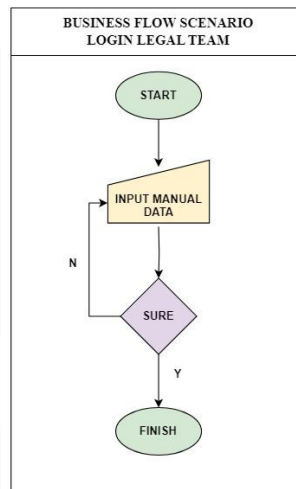 BUSINESS FLOW SCENARIO
LOGIN LEGAL TEAM
START
INPUT MANUAL
DATA
N
SURE
Y
FINISH